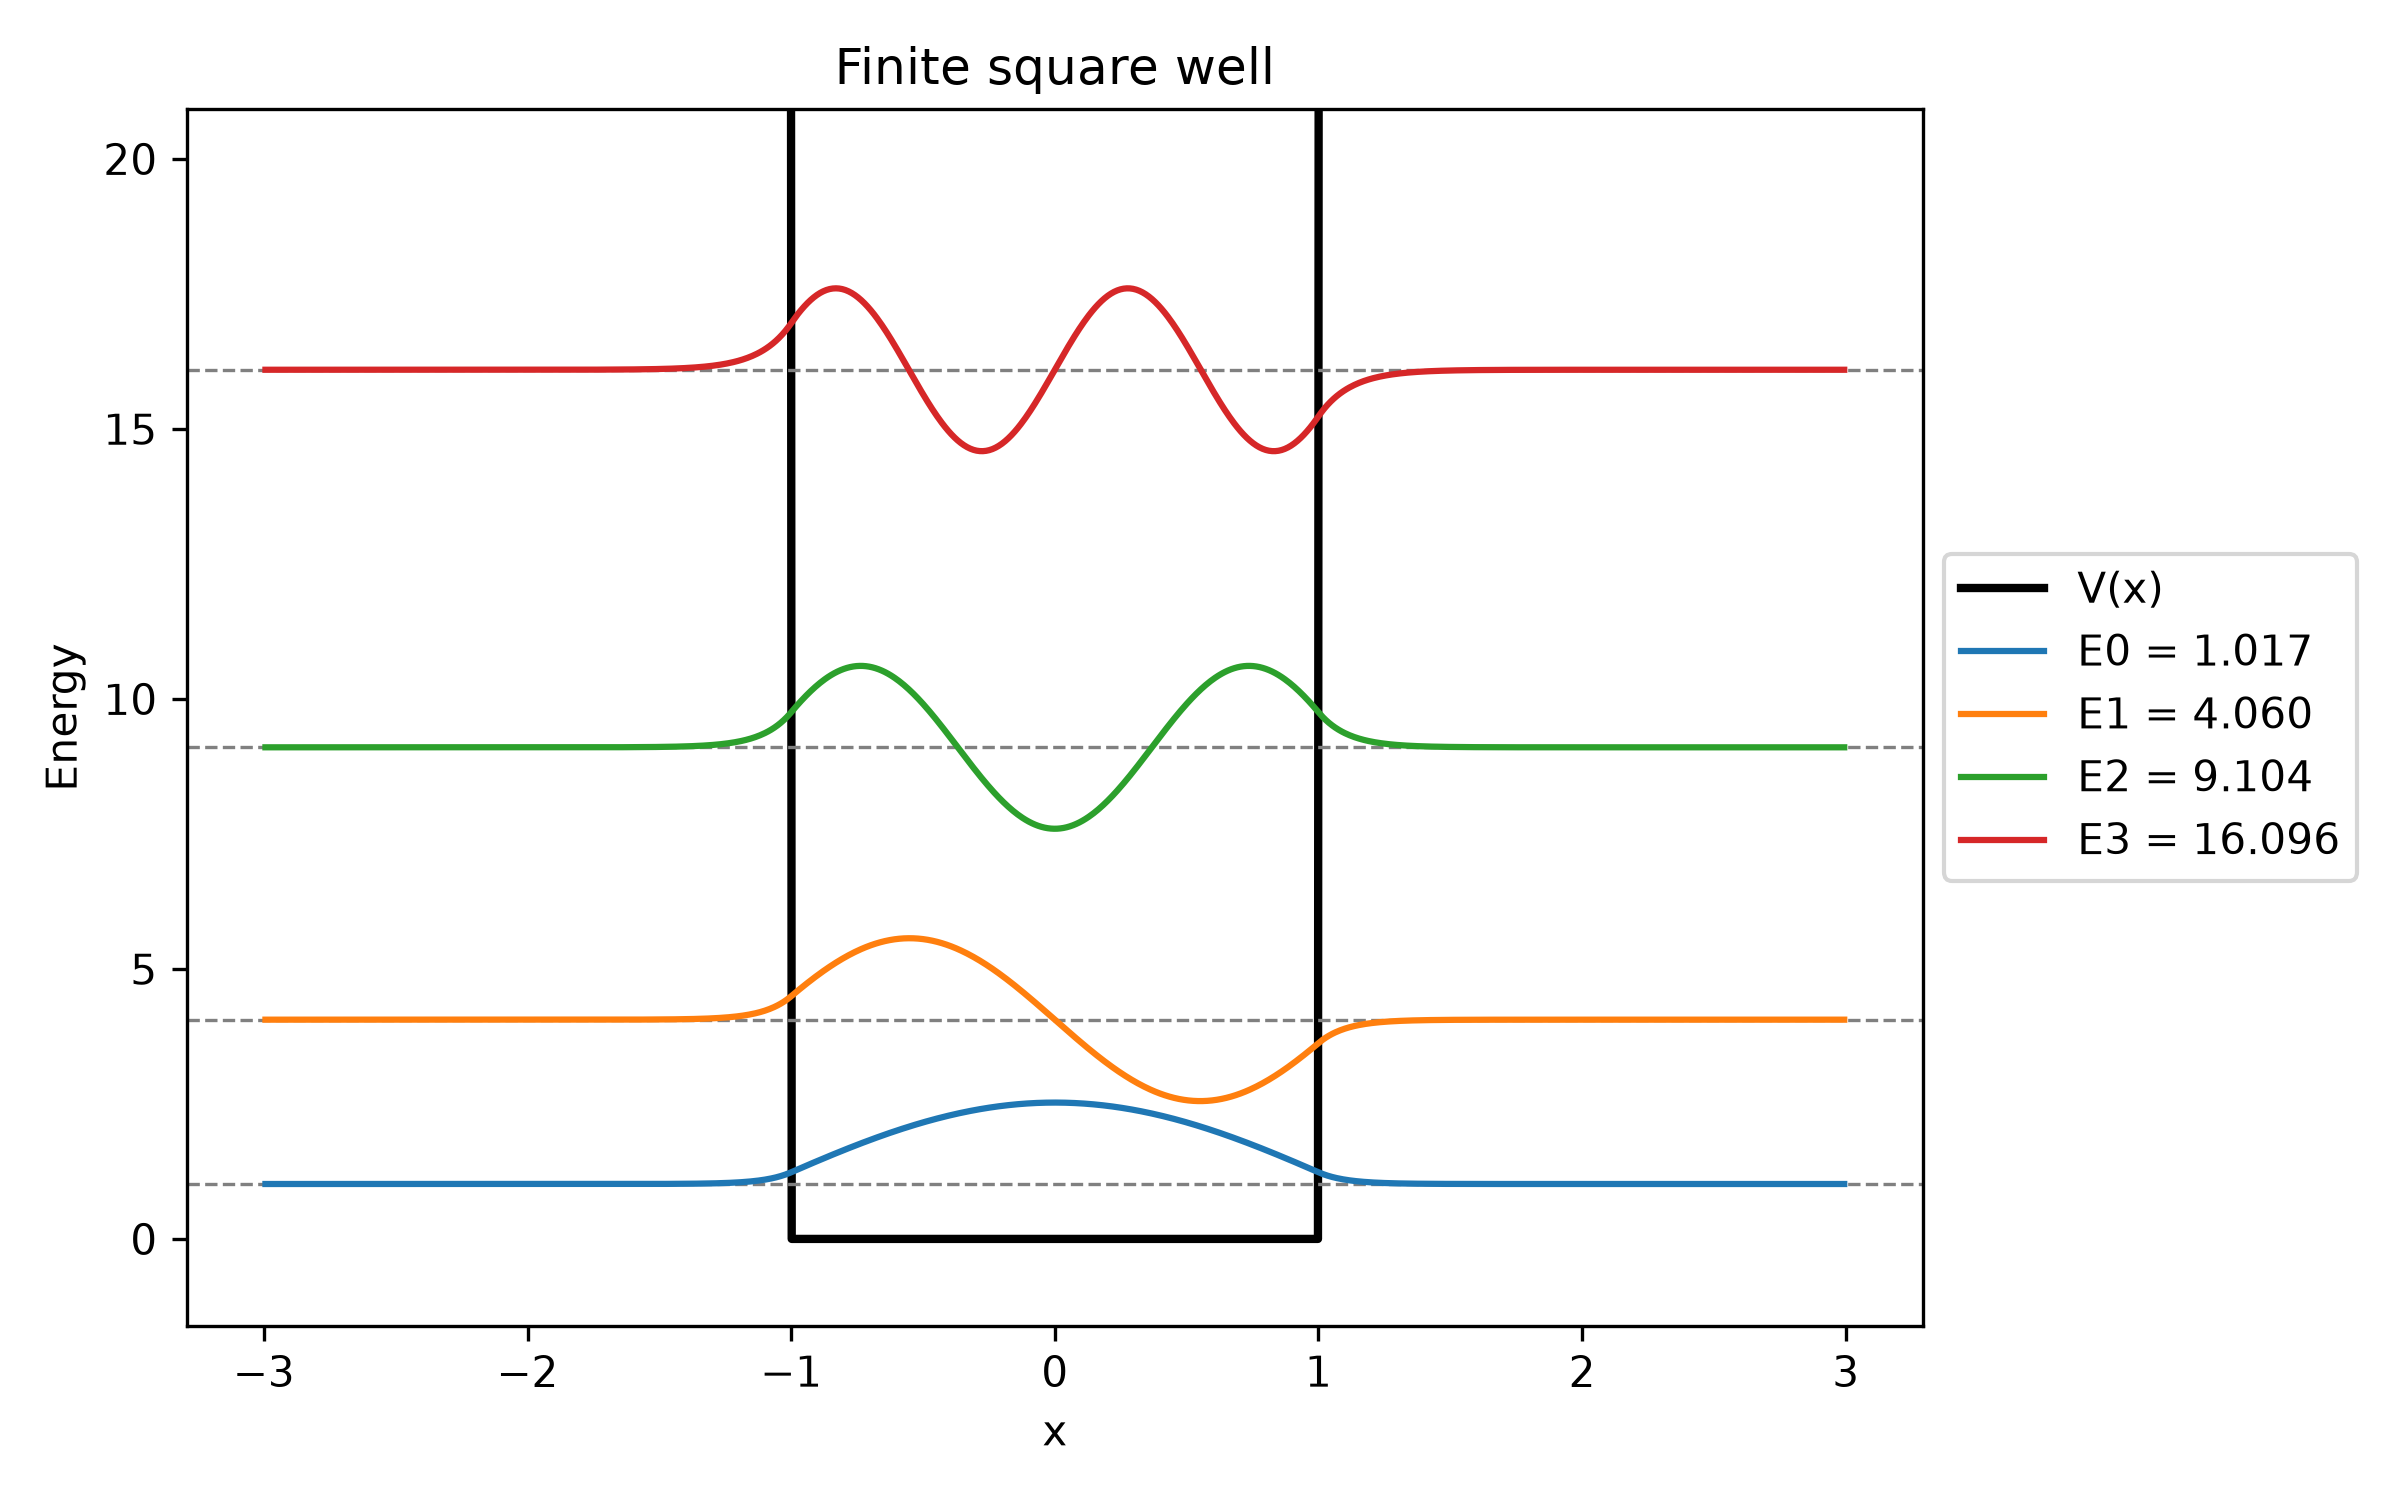 Finite square well
20
15
10
5
0
Energy
−3 −2 −1 0 1 2 3
x
V(x)
E0 = 1.017
E1 = 4.060
E2 = 9.104
E3 = 16.096